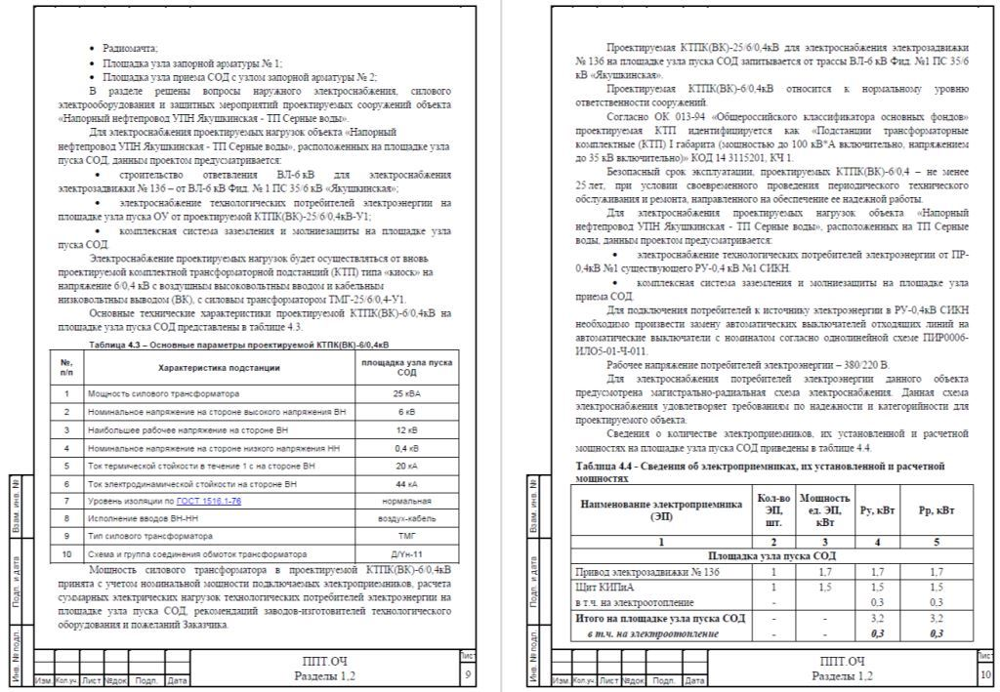 • Радиомачта;
• Площадка узла запорной арматуры № 1;
• Площадка узла приема СОД с узлом запорной арматуры № 2;
В разделе решены вопросы наружного электроснабжения, силового
электрооборудования и защитных мероприятий проектируемых сооружений объекта
«Напорный нефтепровод УПН Якушкинская - ТП Серные воды».
Для электроснабжения проектируемых нагрузок объекта «Напорный
нефтепровод УПН Якушкинская - ТП Серные воды», расположенных на площадке узла
пуска СОД, данным проектом предусматривается:
• строительство ответвления ВЛ-6 кВ для электроснабжения
электрозадвижки № 136 – от ВЛ-6 кВ Фид. № 1 ПС 35/6 кВ «Якушкинская»;
• электроснабжение технологических потребителей электроэнергии на
площадке узла пуска ОУ от проектируемой КТПК(ВК)-25/6/0,4кВ-У1;
• комплексная система заземления и молниезащиты на площадке узла
пуска СОД.
Электроснабжение проектируемых нагрузок будет осуществляться от вновь
проектируемой комплектной трансформаторной подстанций (КТП) типа «киоск» на
напряжение 6/0,4 кВ с воздушным высоковольтным вводом и кабельным
низковольтным выводом (ВК), с силовым трансформатором ТМГ-25/6/0,4-У1.
Основные технические характеристики проектируемой КТПК(ВК)-6/0,4кВ на
площадке узла пуска СОД представлены в таблице 4.3.
Таблица 4.3 – Основные параметры проектируемой КТПК(ВК)-6/0,4кВ
№, п/п Характеристика подстанции площадка узла пуска СОД
1 Мощность силового трансформатора 25 кВА
2 Номинальное напряжение на стороне высокого напряжения ВН 6 кВ
3 Наибольшее рабочее напряжение на стороне ВН 12 кВ
4 Номинальное напряжение на стороне низкого напряжения НН 0,4 кВ
5 Ток термической стойкости в течение 1 с на стороне ВН 20 кА
6 Ток электродинамической стойкости на стороне ВН 44 кА
7 Уровень изоляции по ГОСТ 1516.1-76 нормальная
8 Исполнение вводов ВН-НН воздух-кабель
9 Тип силового трансформатора ТМГ
10 Схема и группа соединения обмоток трансформатора Д/Yн-11
Мощность силового трансформатора в проектируемой КТПК(ВК)-6/0,4кВ
принята с учетом номинальной мощности подключаемых электроприемников, расчета
суммарных электрических нагрузок технологических потребителей электроэнергии на
площадке узла пуска СОД, рекомендаций заводов-изготовителей технологического
оборудования и пожеланий Заказчика.
Взам. инв. №
Подп. и дата
Инв. № подл.
Изм. Кол.уч. Лист №док Подп. Дата
ППТ.ОЧ
Разделы 1,2
Лист
9
Проектируемая КТПК(ВК)-25/6/0,4кВ для электроснабжения электрозадвижки
№ 136 на площадке узла пуска СОД запитывается от трассы ВЛ-6 кВ Фид. №1 ПС 35/6
кВ «Якушкинская».
Проектируемая КТПК(ВК)-6/0,4кВ относится к нормальному уровню
ответственности сооружений.
Согласно ОК 013-94 «Общероссийского классификатора основных фондов»
проектируемая КТП идентифицируется как «Подстанции трансформаторные
комплектные (КТП) I габарита (мощностью до 100 кВ*А включительно, напряжением
до 35 кВ включительно)» КОД 14 3115201, КЧ 1.
Безопасный срок эксплуатации, проектируемых КТПК(ВК)-6/0,4 – не менее
25 лет, при условии своевременного проведения периодического технического
обслуживания и ремонта, направленного на обеспечение ее надежной работы.
Для электроснабжения проектируемых нагрузок объекта «Напорный
нефтепровод УПН Якушкинская - ТП Серные воды», расположенных на ТП Серные
воды, данным проектом предусматривается:
• электроснабжение технологических потребителей электроэнергии от ПР-
0,4кВ №1 существующего РУ-0,4 кВ №1 СИКН.
• комплексная система заземления и молниезащиты на площадке узла
приема СОД.
Для подключения потребителей к источнику электроэнергии в РУ-0,4кВ СИКН
необходимо произвести замену автоматических выключателей отходящих линий на
автоматические выключатели с номиналом согласно однолинейной схеме ПИР0006-
ИЛО5-01-Ч-011.
Рабочее напряжение потребителей электроэнергии – 380/220 В.
Для электроснабжения потребителей электроэнергии данного объекта
предусмотрена магистрально-радиальная схема электроснабжения. Данная схема
электроснабжения удовлетворяет требованиям по надежности и категорийности для
проектируемого объекта.
Сведения о количестве электроприемников, их установленной и расчетной
мощностях на площадке узла пуска СОД приведены в таблице 4.4.
Таблица 4.4 - Сведения об электроприемниках, их установленной и расчетной
мощностях
Наименование электроприемника (ЭП) Кол-во ЭП, шт. Мощность ед. ЭП, кВт Ру, кВт Рр, кВт
1 2 3 4 5
Площадка узла пуска СОД
Привод электрозадвижки № 136 1 1,7 1,7 1,7
Щит КИПиА 1 1,5 1,5 1,5
в т.ч. на электроотопление - 0,3 0,3
Итого на площадке узла пуска СОД - - 3,2 3,2
в т.ч. на электроотопление - - 0,3 0,3
Взам. инв. №
Подп. и дата
Инв. № подл.
Изм. Кол.уч. Лист №док Подп. Дата
ППТ.ОЧ
Разделы 1,2
Лист
10